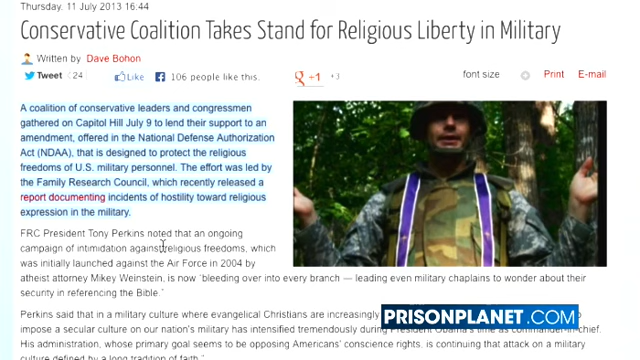 Thursday, 11 July 2013 16:44
Conservative Coalition Takes Stand for Religious Liberty in Military
Written by Dave Bohon
Tweet 24 Like 106 people like this. +1 +3 font size Print E-mail
A coalition of conservative leaders and congressmen
gathered on Capitol Hill July 9 to lend their support to an
amendment, offered in the National Defense Authorization
Act (NDAA), that is designed to protect the religious
freedoms of U.S. military personnel. The effort was led by
the Family Research Council, which recently released a
report documenting incidents of hostility toward religious
expression in the military.
FRC President Tony Perkins noted that an ongoing
campaign of intimidation against religious freedoms, which
was initially launched against the Air Force in 2004 by
atheist attorney Mikey Weinstein, is now "bleeding over into every branch — leading even military chaplains to wonder about their
security in referencing the Bible."
Perkins said that in a military culture where evangelical Christians are increasingly
impose a secular culture on our nation's military has intensified tremendously during President Obama's time as commander-in-chief.
His administration, whose primary goal seems to be opposing Americans' conscience rights, is continuing that attack on a military
culture defined by a long tradition of faith."
PRISONPLANET.COM